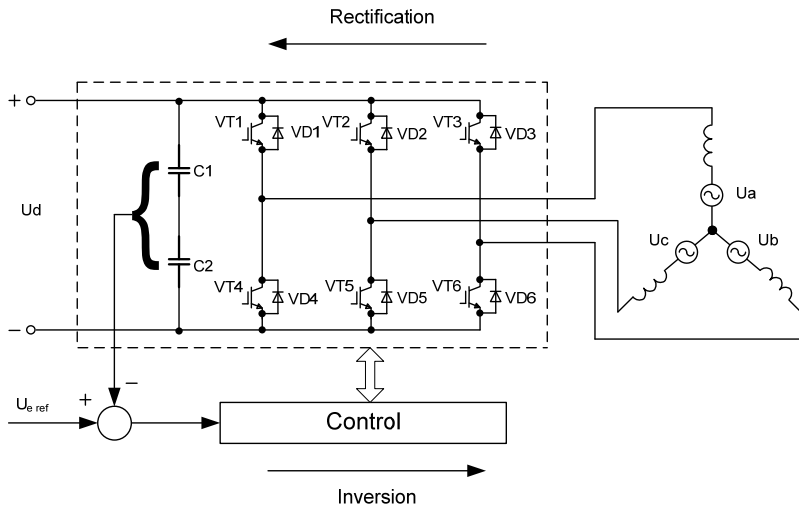 Rectification
+
VT1
VD1
VT2
VD2
VT3
VD3
C1
Ud
Ua
Uc
Ub
C2
VT4
VD4
VT5
VD5
VT6
VD6
−
−
U e ref
+
Control
Inversion